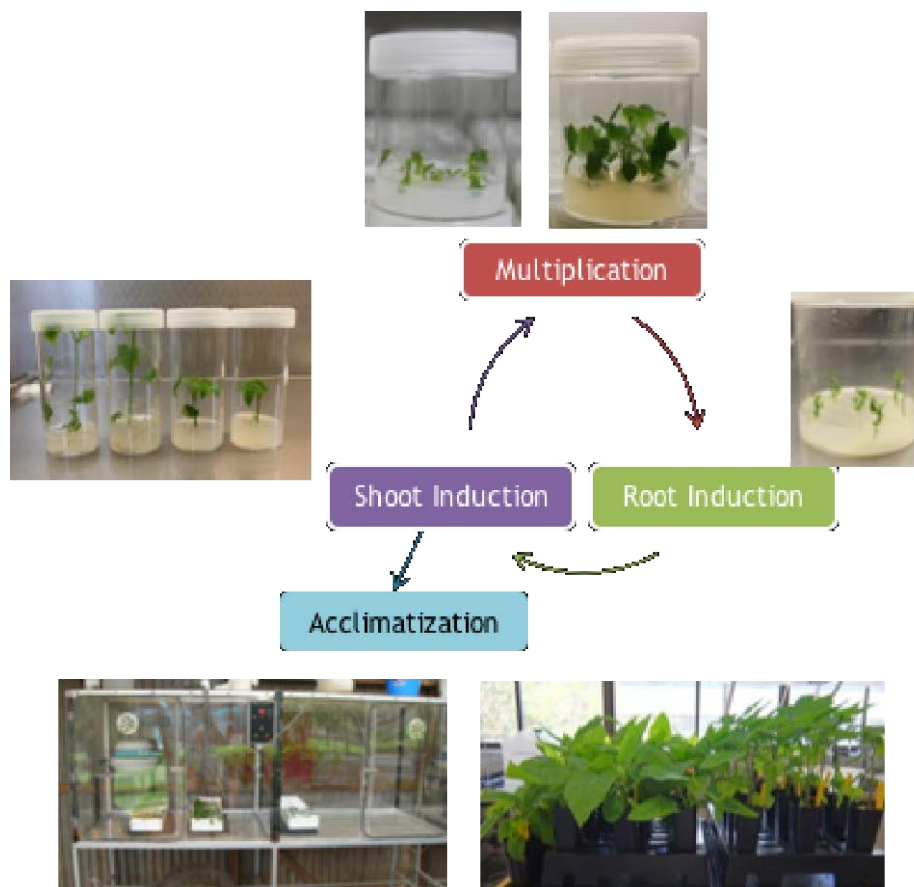 Multiplication
Shoot Induction
Root Induction
Acclimatization